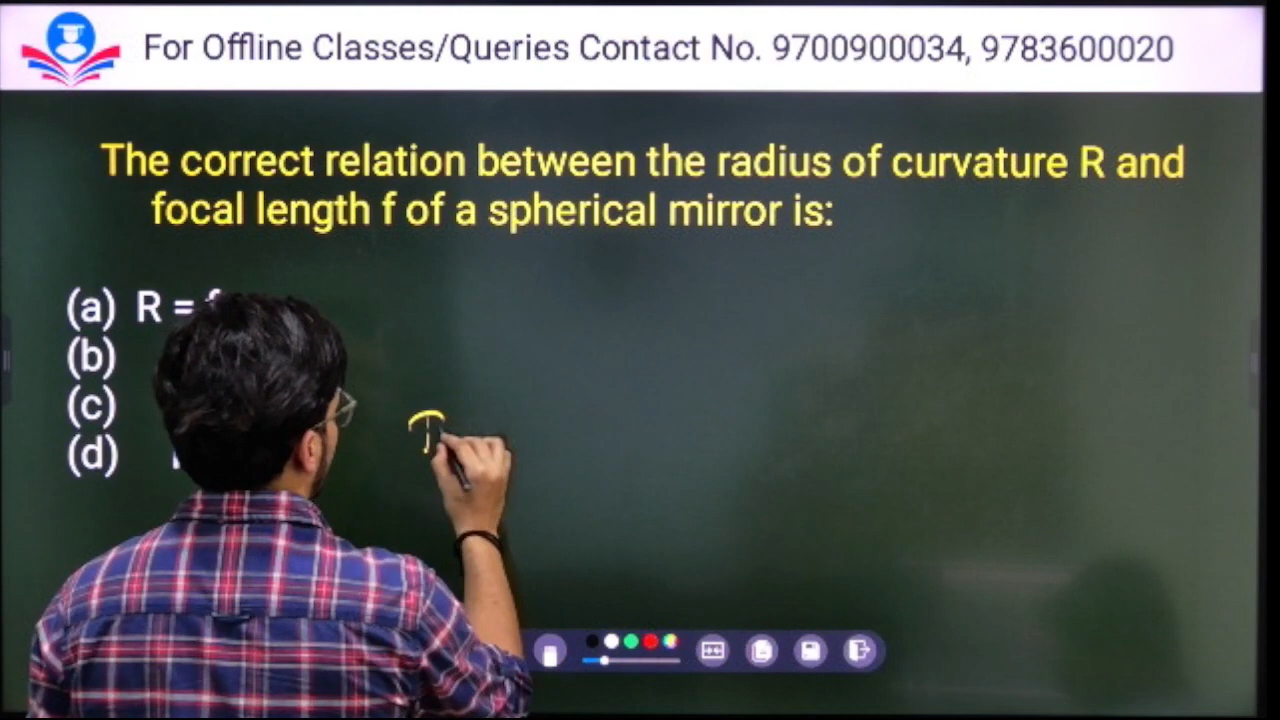 For Offline Classes/Queries Contact No. 9700900034, 9783600020
The correct relation between the radius of curvature R and
focal length f of a spherical mirror is:
(a) R =
(b)
(c)
(d)